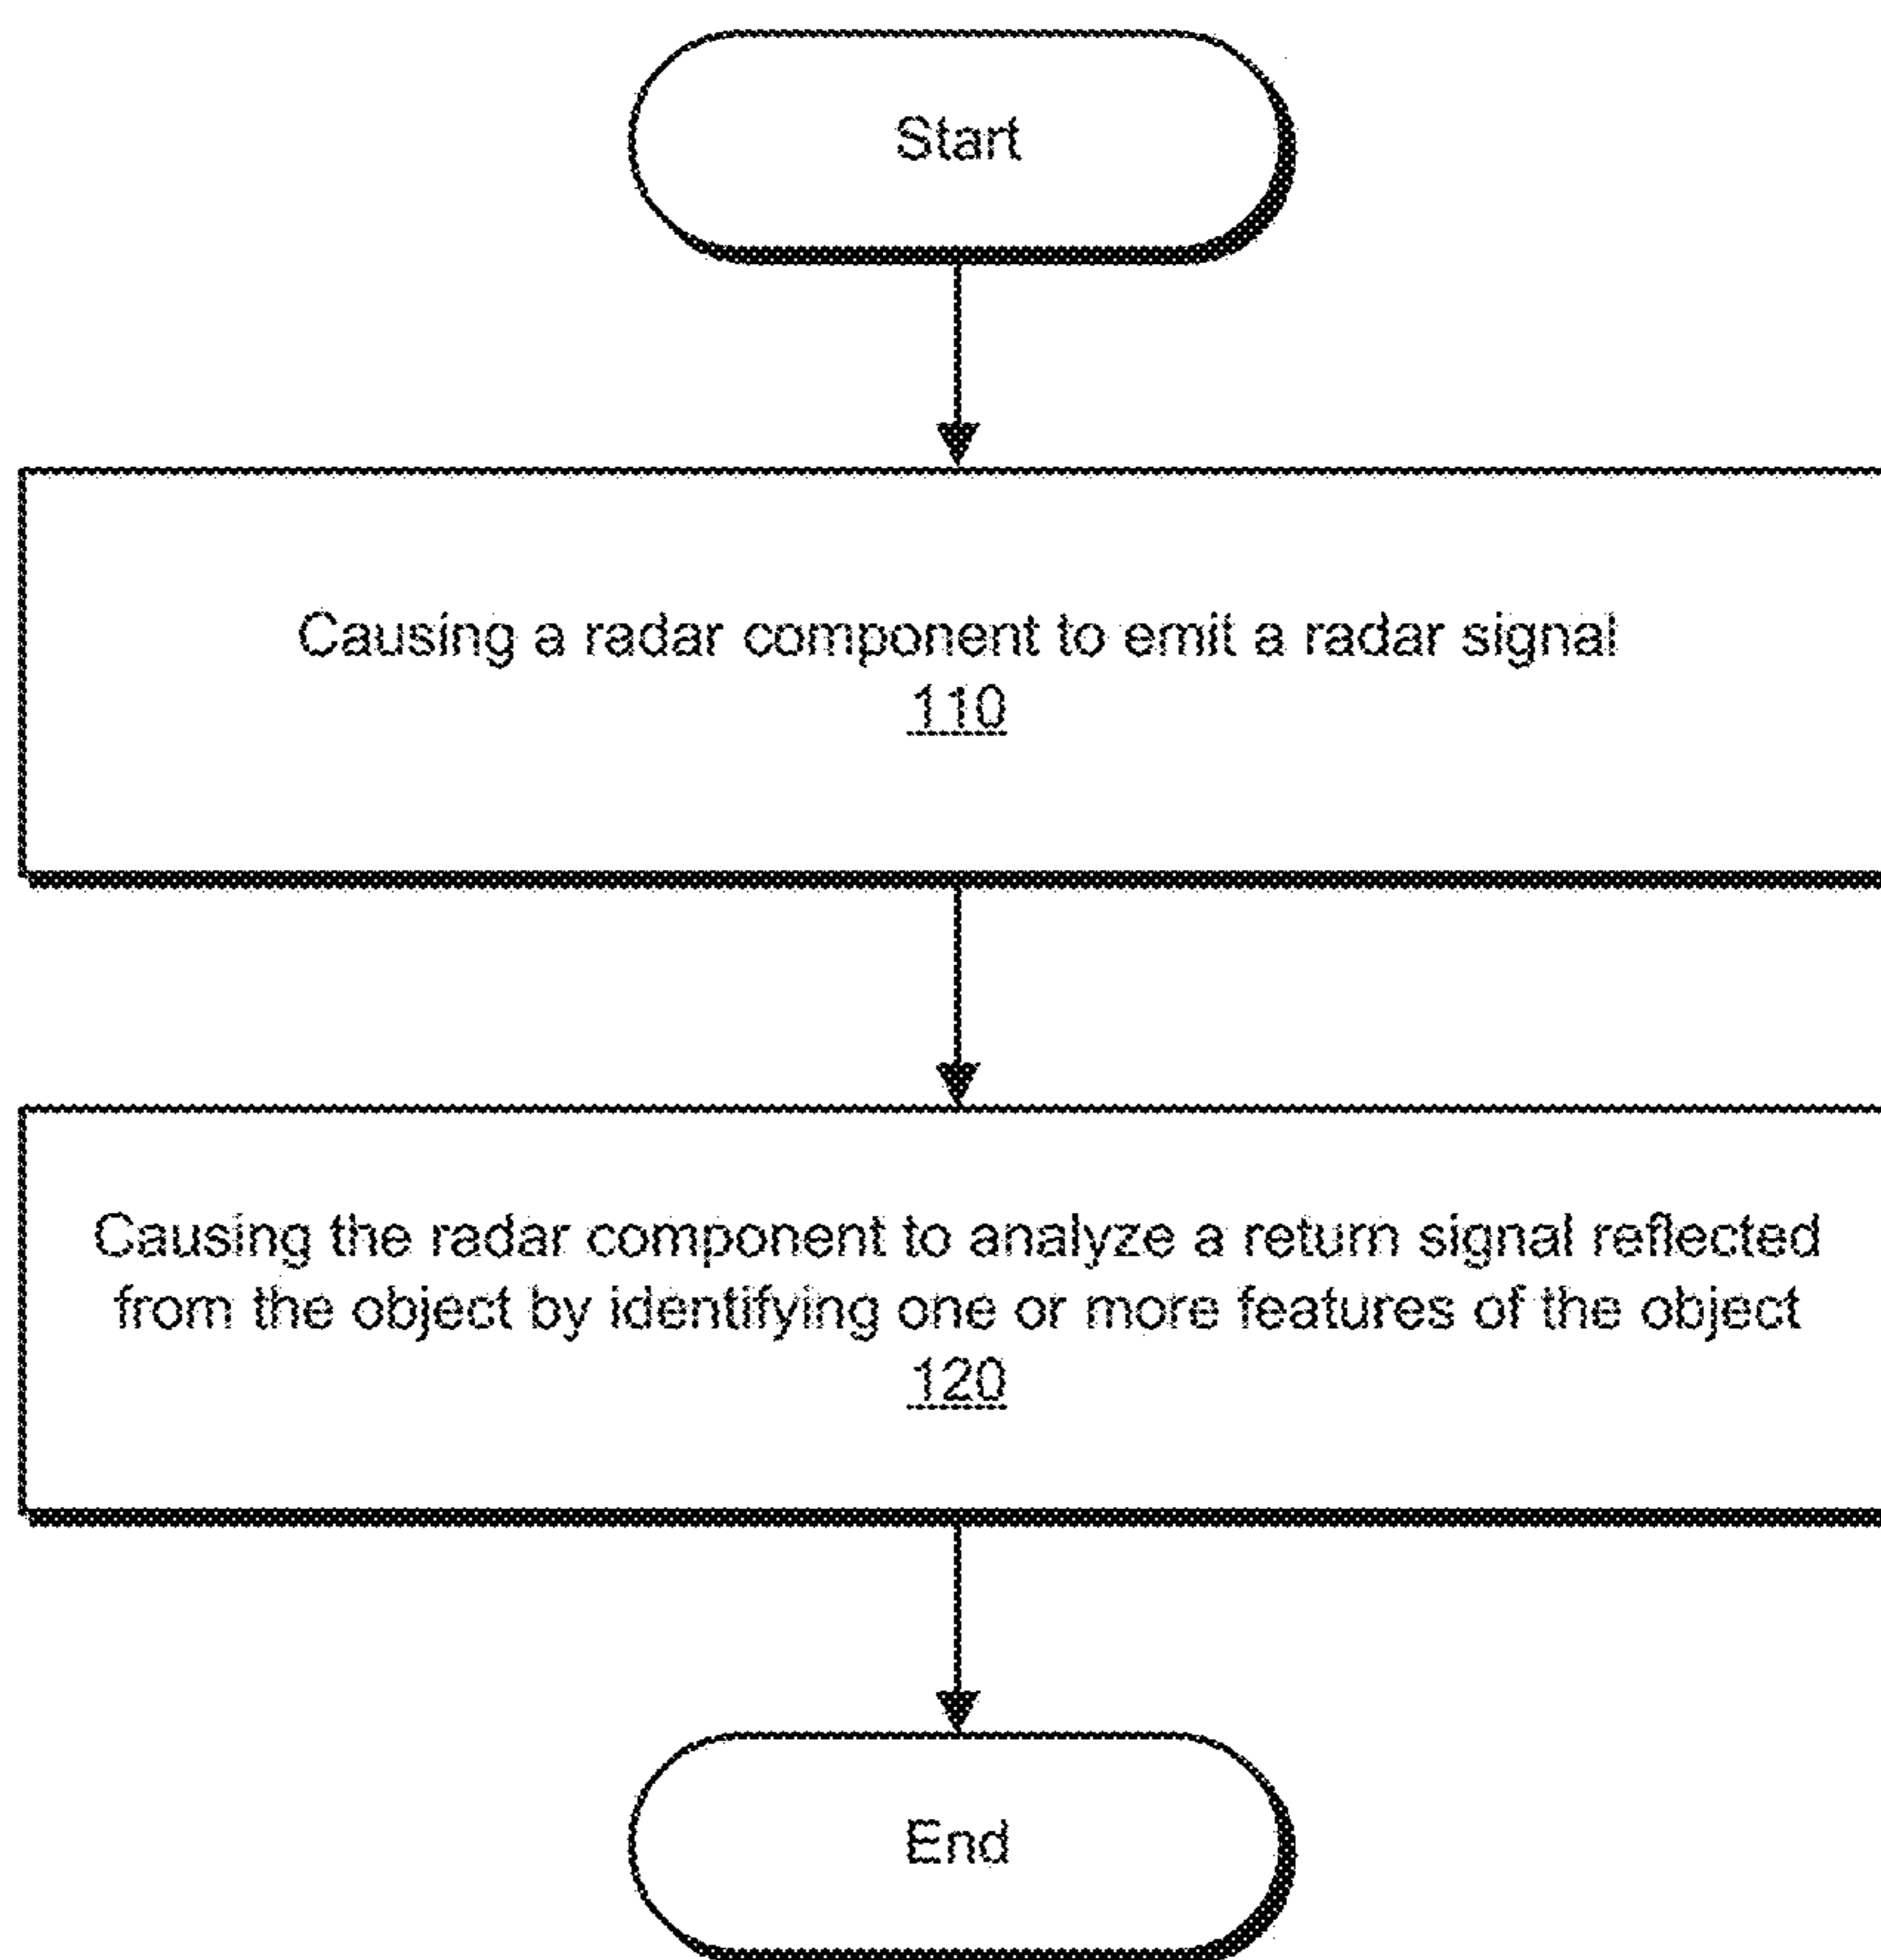 Start
Causing a radar component to emit a radar signal
110
Causing the radar component to analyze a return signal reflected
from the object by identifying one or more features of the object
120
End